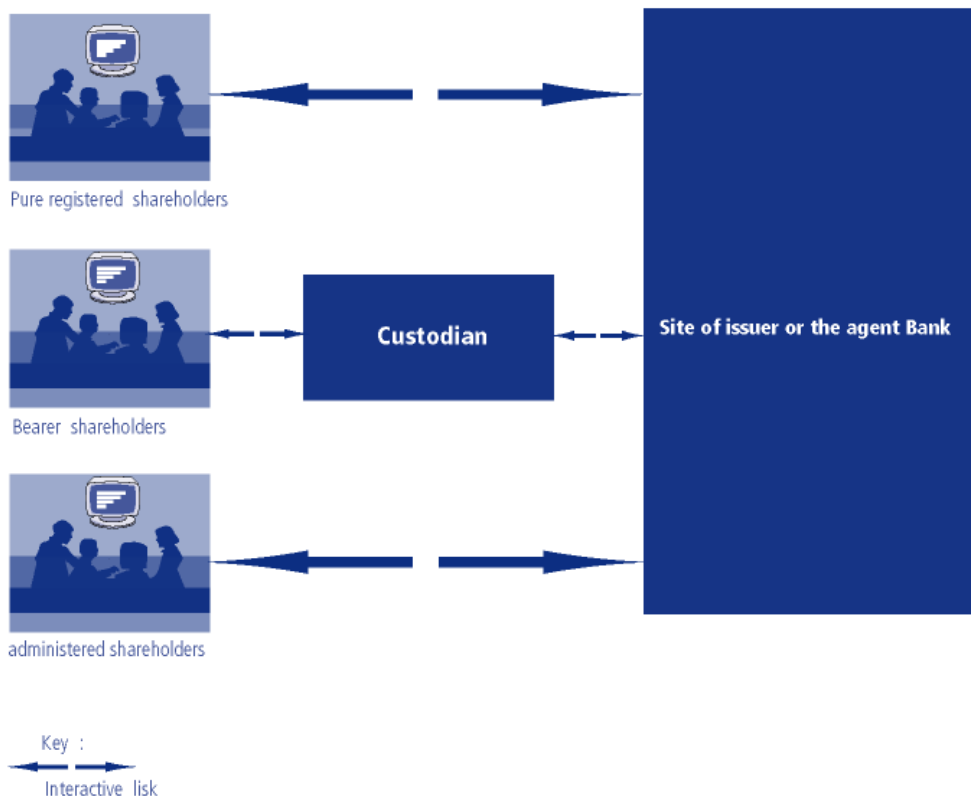 Pure registered shareholders
Bearer shareholders
Custodian
Site of issuer or the agent Bank
administered shareholders
Key :
Interactive lisk